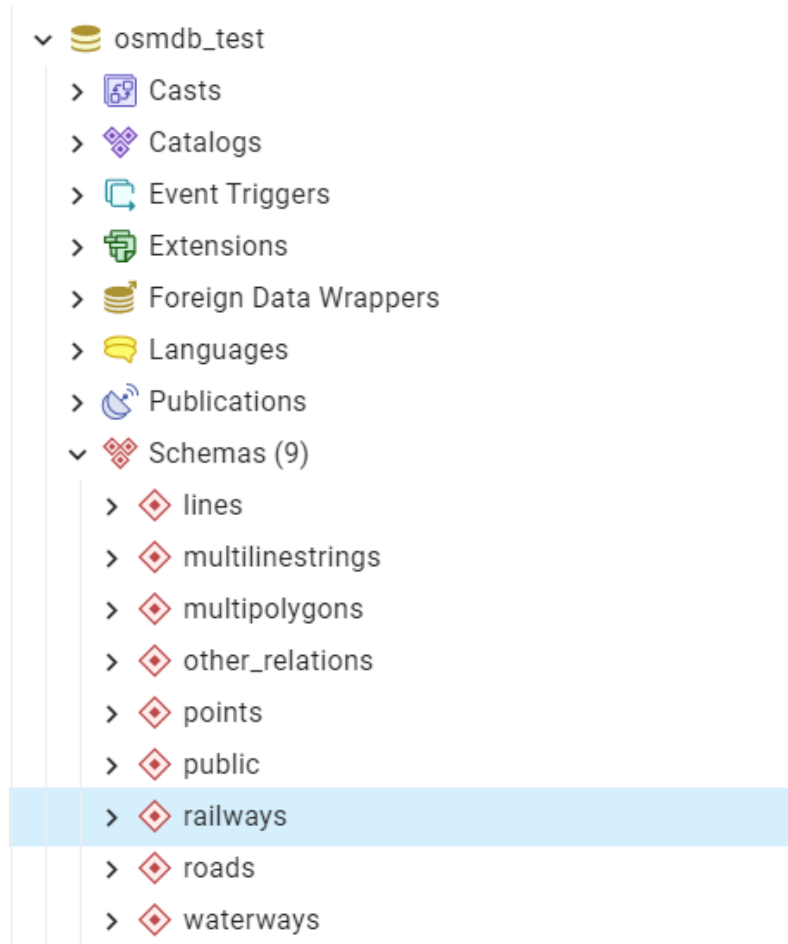 osmdb_test
Casts
Catalogs
Event Triggers
Extensions
Foreign Data Wrappers
Languages
Publications
Schemas (9)
lines
multilinestrings
multipolygons
other_relations
points
public
railways
roads
waterways